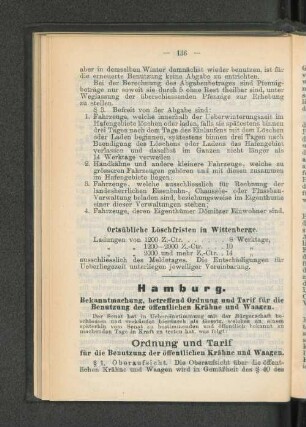 — 136 —
aber in demselben Winter demnächst wieder benutzen, ist für
die erneuerte Benutzung keine Abgabe zu entrichten.
Bei der Berechnung des Abgabenbetrages sind Pfennig-
beträge nur soweit sie durch 5 ohne Rest theilbar sind, unter
Weglassung der überschiessenden Pfennige zur Erhebung
zu stellen.
§ 5. Befreit von der Abgabe sind:
1. Fahrzeuge, welche innerhalb der Ueberwinterungszeit im
Hafengebiete löschen oder laden, falls sie spätestens binnen
drei Tagen nach dem Tage des Einlaufens mit dem Löschen
oder Laden beginnen, spätestens binnen drei Tagen nach
Beendigung des Löschens oder Ladens das Hafengebiet
verlassen und dasselbe im Ganzen nicht länger als
14 Werktage verweilen;
2. Handkähne und andere kleinere Fahrzeuge, welche zu
grösseren Fahrzeugen gehören und mit diesen zusammen
im Hafengebiete liegen;
3. Fahrzeuge, welche ausschliesslich für Rechnung der
landesherrlichen Eisenbahn-, Chaussee- oder Flussbau-
Verwaltung beladen sind, beziehungsweise im Eigenthume
einer dieser Verwaltungen stehen;
4. Fahrzeuge, deren Eigenthümer Dömitzer Einwohner sind.
Ortsübliche Löschfristen in Wittenberge.
Ladungen von 1200 Z.-Ctr. . . . 8 Werktage,
„ „ 1200—2000 Z.-Ctr. . . . 10 „
„ „ 2000 und mehr Z.-Ctr. . 14 „
ausschliesslich des Meldetages. Die Entschädigungen für
Ueberliegezeit unterliegen jeweiliger Vereinbarung.
Hamburg.
Bekanntmachung, betreffend Ordnung und Tarif für die
Benutzung der öffentlichen Krähne und Waagen.
Der Senat hat in Uebereinstimmung mit der Bürgerschaft be-
schlossen und verkündet hierdurch als Gesetz, welches an einem
späterhin vom Senat zu bestimmenden und öffentlich bekannt zu
machenden Tage in Kraft zu treten hat, was folgt:
Ordnung und Tarif
für die Benutzung der öffentlichen Krähne und Waagen.
§ 1. Oberaufsicht. Die Oberaufsicht über die öffent-
lichen Krähne und Waagen wird in Gemässheit des § 40 des